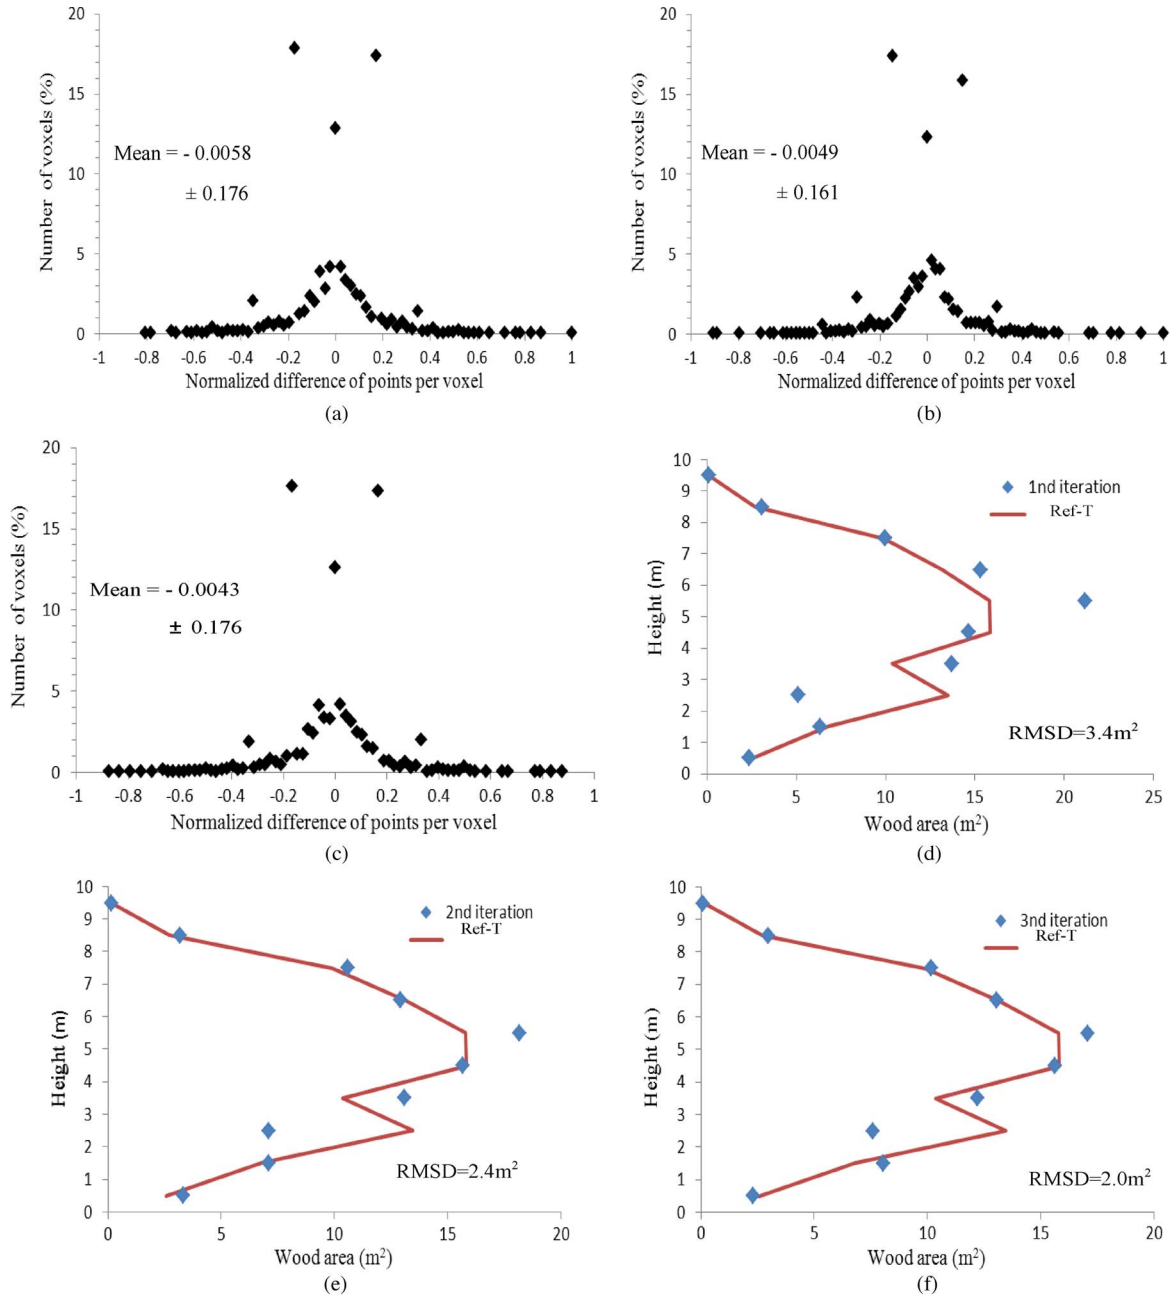 20
15
10
5
0
Number of voxels (%)
Mean = - 0.0058
± 0.176
-1 -0.8 -0.6 -0.4 -0.2 0 0.2 0.4 0.6 0.8 1
Normalized difference of points per voxel
(a)
20
15
10
5
0
Number of voxels (%)
Mean = - 0.0049
± 0.161
-1 -0.8 -0.6 -0.4 -0.2 0 0.2 0.4 0.6 0.8 1
Normalized difference of points per voxel
(b)
20
15
10
5
0
Number of voxels (%)
Mean = - 0.0043
± 0.176
-1 -0.8 -0.6 -0.4 -0.2 0 0.2 0.4 0.6 0.8 1
Normalized difference of points per voxel
(c)
10
9
8
7
6
5
4
3
2
1
0
Height (m)
1nd iteration
Ref-T
RMSD=3.4m²
0 5 10 15 20 25
Wood area (m²)
(d)
10
9
8
7
6
5
4
3
2
1
0
Height (m)
2nd iteration
Ref-T
RMSD=2.4m²
0 5 10 15 20
Wood area (m²)
(e)
10
9
8
7
6
5
4
3
2
1
0
Height (m)
3nd iteration
Ref-T
RMSD=2.0m²
0 5 10 15 20
Wood area (m²)
(f)